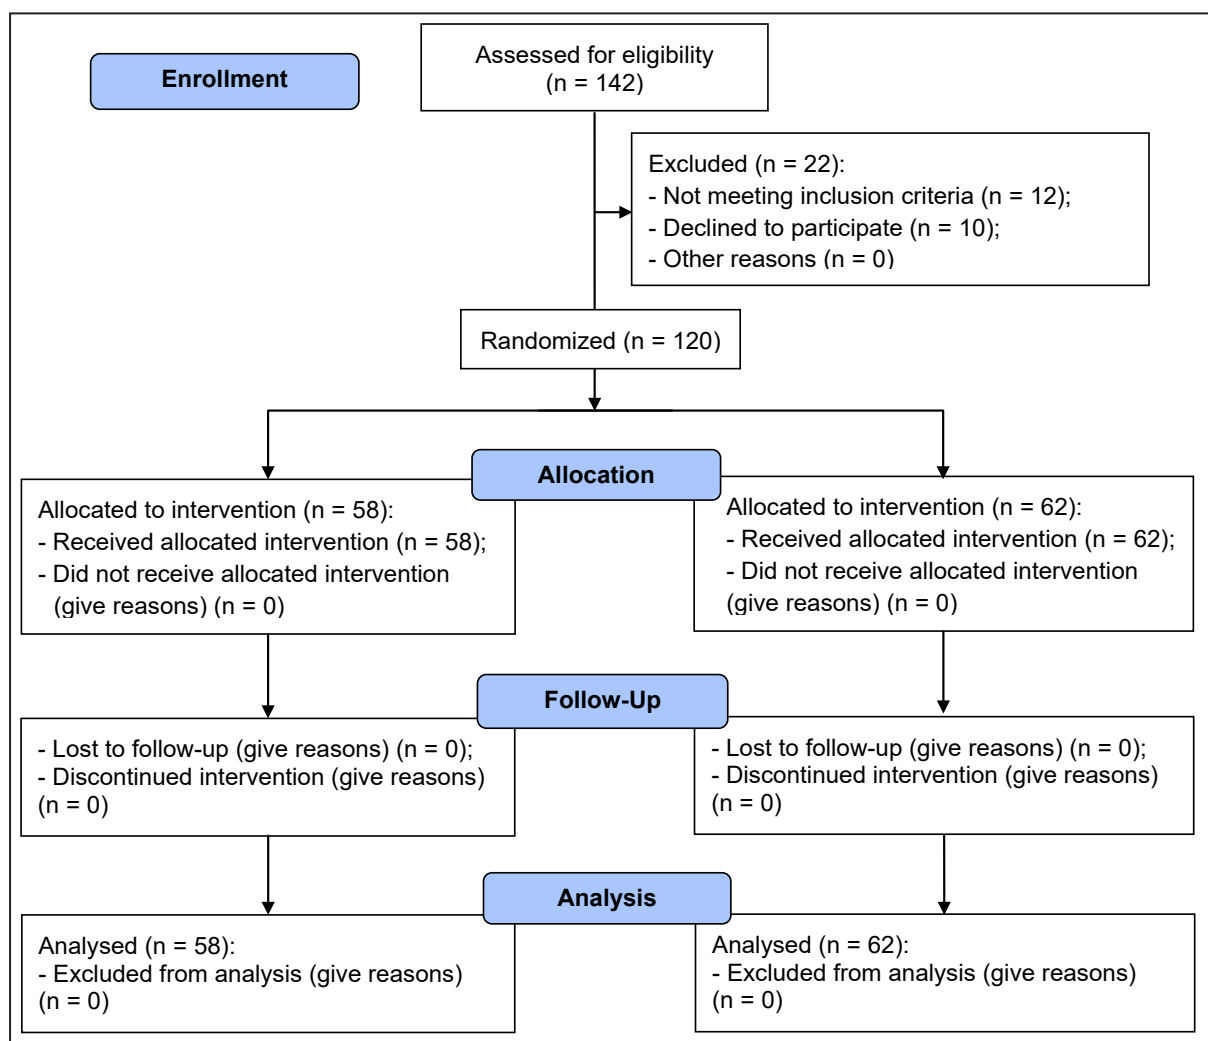 Enrollment
Assessed for eligibility
(n = 142)
Excluded (n = 22):
- Not meeting inclusion criteria (n = 12);
- Declined to participate (n = 10);
- Other reasons (n = 0)
Randomized (n = 120)
Allocation
Allocated to intervention (n = 58):
- Received allocated intervention (n = 58);
- Did not receive allocated intervention
(give reasons) (n = 0)
Allocated to intervention (n = 62):
- Received allocated intervention (n = 62);
- Did not receive allocated intervention
(give reasons) (n = 0)
Follow-Up
- Lost to follow-up (give reasons) (n = 0);
- Discontinued intervention (give reasons)
(n = 0)
- Lost to follow-up (give reasons) (n = 0);
- Discontinued intervention (give reasons)
(n = 0)
Analysis
Analysed (n = 58):
- Excluded from analysis (give reasons)
(n = 0)
Analysed (n = 62):
- Excluded from analysis (give reasons)
(n = 0)